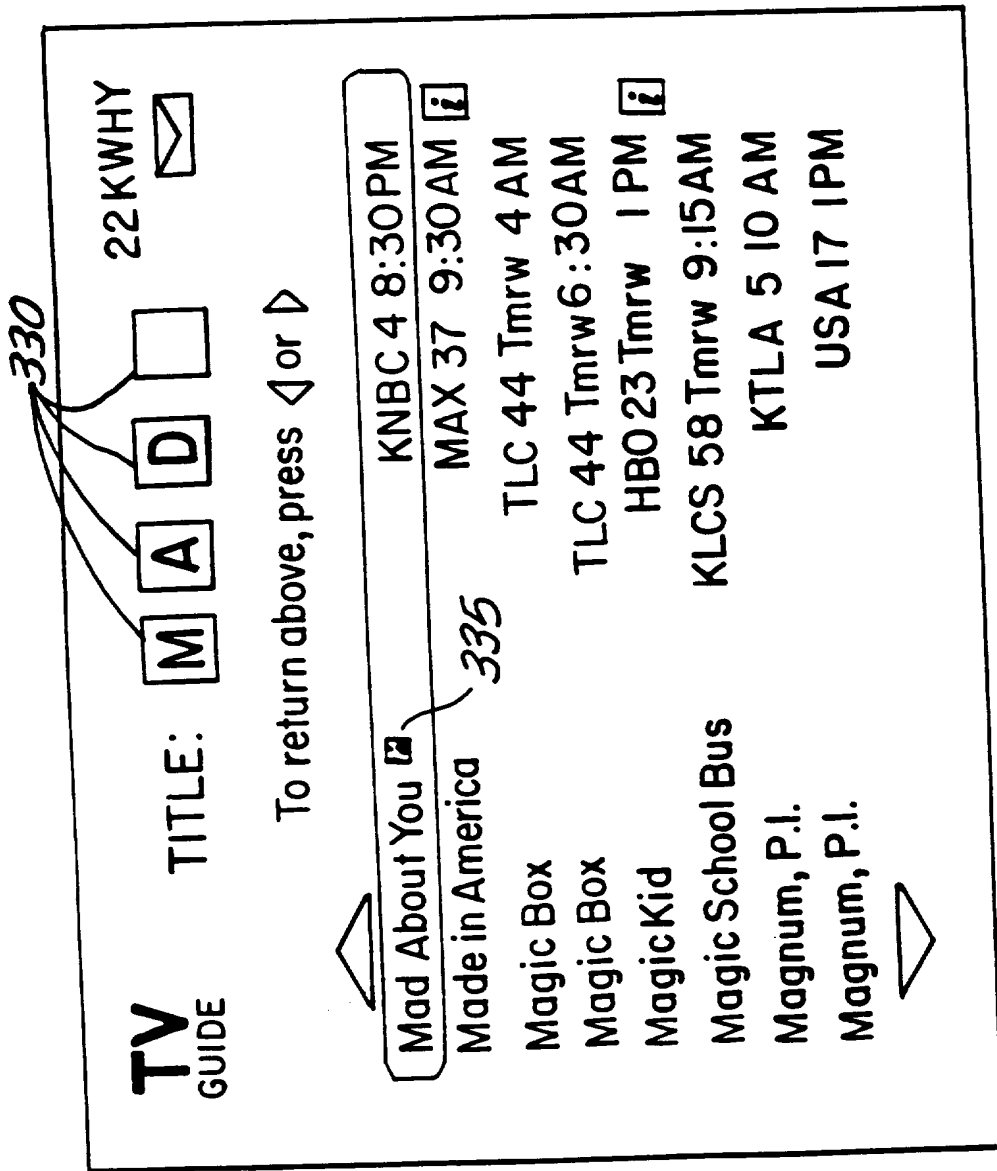 330
TV GUIDE TITLE: M A D 22 KWHY
To return above, press ◁ or ▷
Mad About You KNBC 4 8:30PM
335
Made in America MAX 37 9:30AM i
Magic Box TLC 44 Tmrw 4 AM
Magic Box TLC 44 Tmrw 6:30AM
Magic Kid HBO 23 Tmrw 1 PM i
Magic School Bus KLCS 58 Tmrw 9:15AM
Magnum, P.I. KTLA 5 10 AM
Magnum, P.I. USA 17 1PM